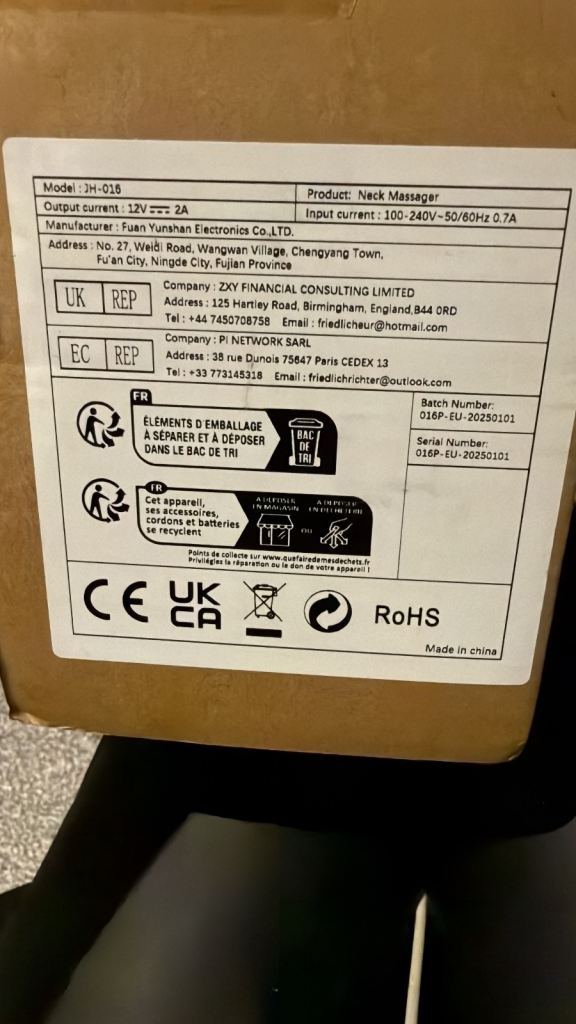 Model : JH-016
Product: Neck Massager
Output current : 12V⎓ 2A
Input current : 100-240V~50/60Hz 0.7A
Manufacturer : Fuan Yunshan Electronics Co.,LTD.
Address : No. 27, Weidi Road, Wangwan Village, Chengyang Town,
Fu'an City, Ningde City, Fujian Province
UK REP
Company : ZXY FINANCIAL CONSULTING LIMITED
Address : 125 Hartley Road, Birmingham, England,B44 0RD
Tel : +44 7450708758 Email : friedlicheur@hotmail.com
EC REP
Company : PI NETWORK SARL
Address : 38 rue Dunois 75647 Paris CEDEX 13
Tel : +33 773145318 Email : friedlichrichter@outlook.com
FR
ÉLÉMENTS D'EMBALLAGE
À SÉPARER ET À DÉPOSER
DANS LE BAC DE TRI
BAC
DE
TRI
Batch Number:
016P-EU-20250101
Serial Number:
016P-EU-20250101
FR
Cet appareil,
ses accessoires,
cordons et batteries
se recyclent
À DÉPOSER
EN MAGASIN
OU
À DÉPOSER
EN DÉCHÈTERIE
Points de collecte sur www.quefairedemesdechets.fr
Privilégiez la réparation ou le don de votre appareil !
CE
UK
CA
RoHS
Made in china